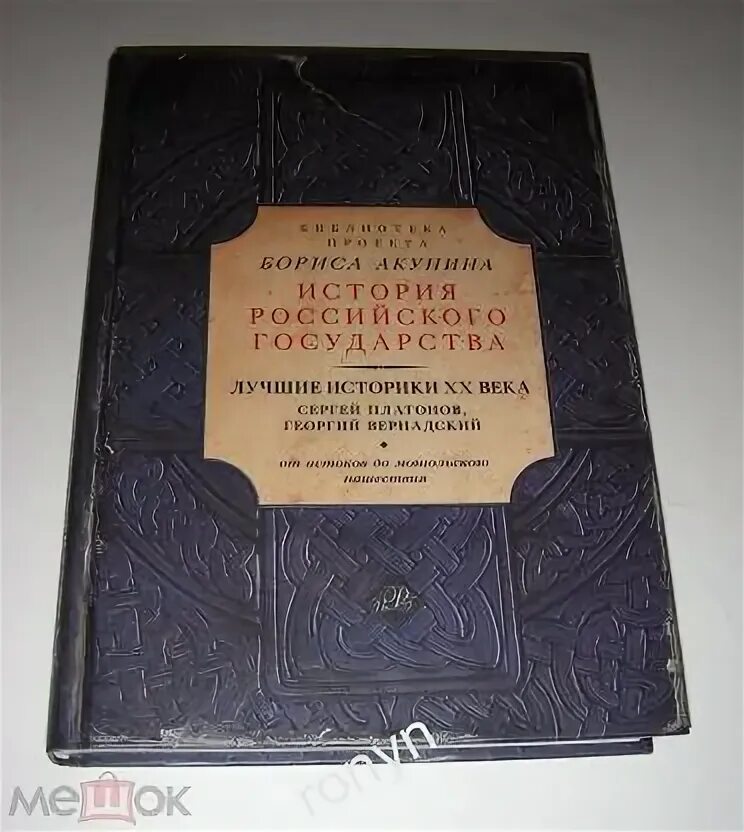 БИБЛИОТЕКА
ПРОЕКТА
БОРИСА АКУНИНА
ИСТОРИЯ
РОССИЙСКОГО
ГОСУДАРСТВА
ЛУЧШИЕ ИСТОРИКИ XX ВЕКА
СЕРГЕЙ ПЛАТОНОВ,
ГЕОРГИЙ ВЕРНАДСКИЙ
от истоков до монгольского
нашествия
ronyn
мешок